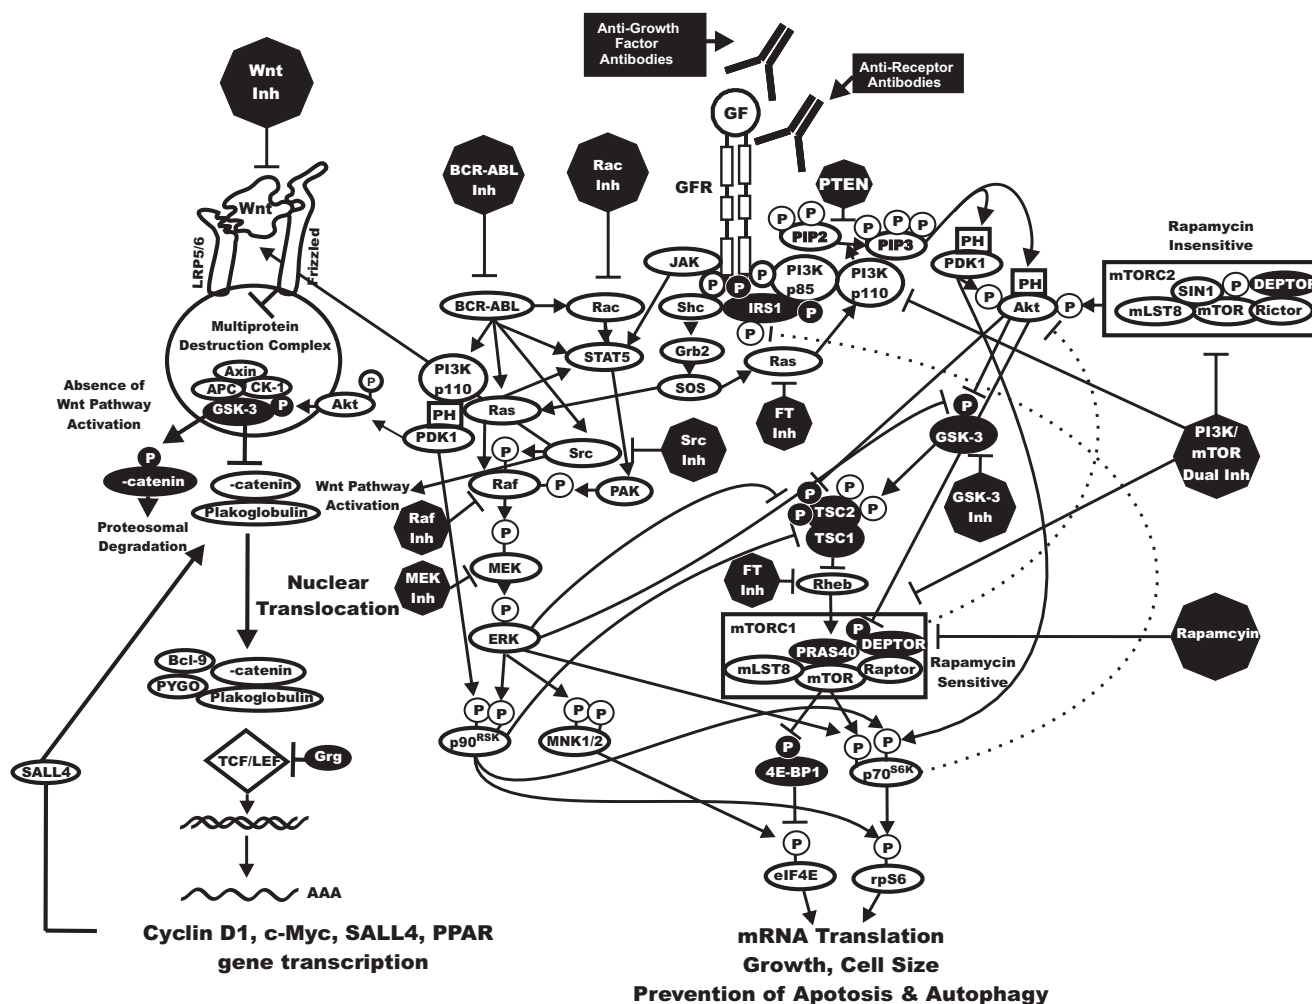 Anti-Growth
Factor
Antibodies
Anti-Receptor
Antibodies
Wnt
Inh
GF
BCR-ABL
Inh
Rac
Inh
GFR
PTEN
P
P
P
P
P
PIP2
PIP3
PH
PDK1
Rapamycin
Insensitive
Wnt
LRP5/6
Frizzled
JAK
P
P
P
PI3K
p85
PI3K
p110
P
PH
Akt
P
mTORC2
SIN1
P
DEPTOR
mLST8
mTOR
Rictor
BCR-ABL
Rac
Shc
IRS1
P
P
Multiprotein
Destruction Complex
STAT5
Grb2
Ras
Axin
APC
CK-1
GSK-3
P
Absence of
Wnt Pathway
Activation
P
Akt
PI3K
p110
PH
PDK1
Ras
SOS
FT
Inh
P
GSK-3
PI3K/
mTOR
Dual Inh
P
-catenin
Proteosomal
Degradation
-catenin
Plakoglobulin
Wnt Pathway
Activation
P
Src
Src
Inh
Raf
P
PAK
Raf
Inh
P
P
P
P
TSC2
TSC1
GSK-3
Inh
P
MEK
Inh
MEK
FT
Inh
Rheb
Nuclear
Translocation
P
ERK
mTORC1
P
DEPTOR
PRAS40
mLST8
mTOR
Raptor
Rapamycin
Sensitive
Rapamcyin
Bcl-9
PYGO
-catenin
Plakoglobulin
P
P
p90RSK
P
P
MNK1/2
P
4E-BP1
P
P
p70S6K
SALL4
TCF/LEF
Grg
P
eIF4E
P
rpS6
AAA
Cyclin D1, c-Myc, SALL4, PPAR
gene transcription
mRNA Translation
Growth, Cell Size
Prevention of Apotosis & Autophagy